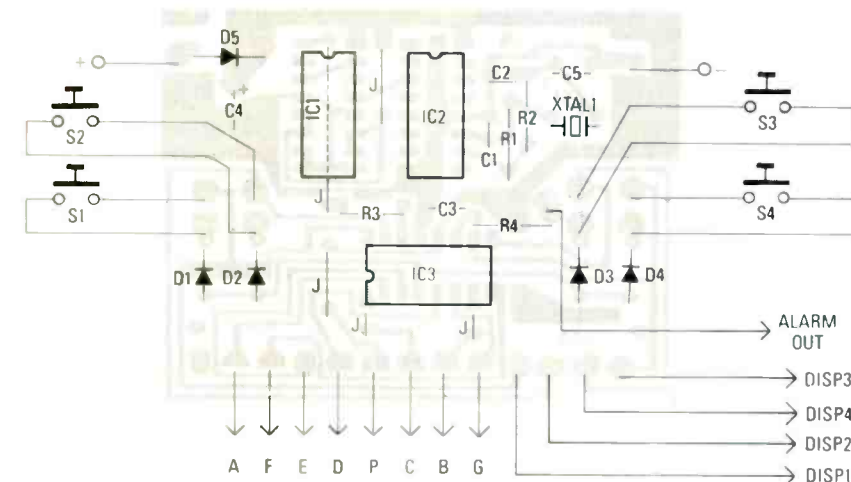 D5
+
S2
C4
+
IC1
J
IC2
C2
C5
-
XTAL1
R2
R1
C1
S3
S1
J
R3
C3
R4
S4
D1
D2
J
IC3
D3
D4
J
J
ALARM
OUT
DISP3
DISP4
DISP2
DISP1
A F E D P C B G